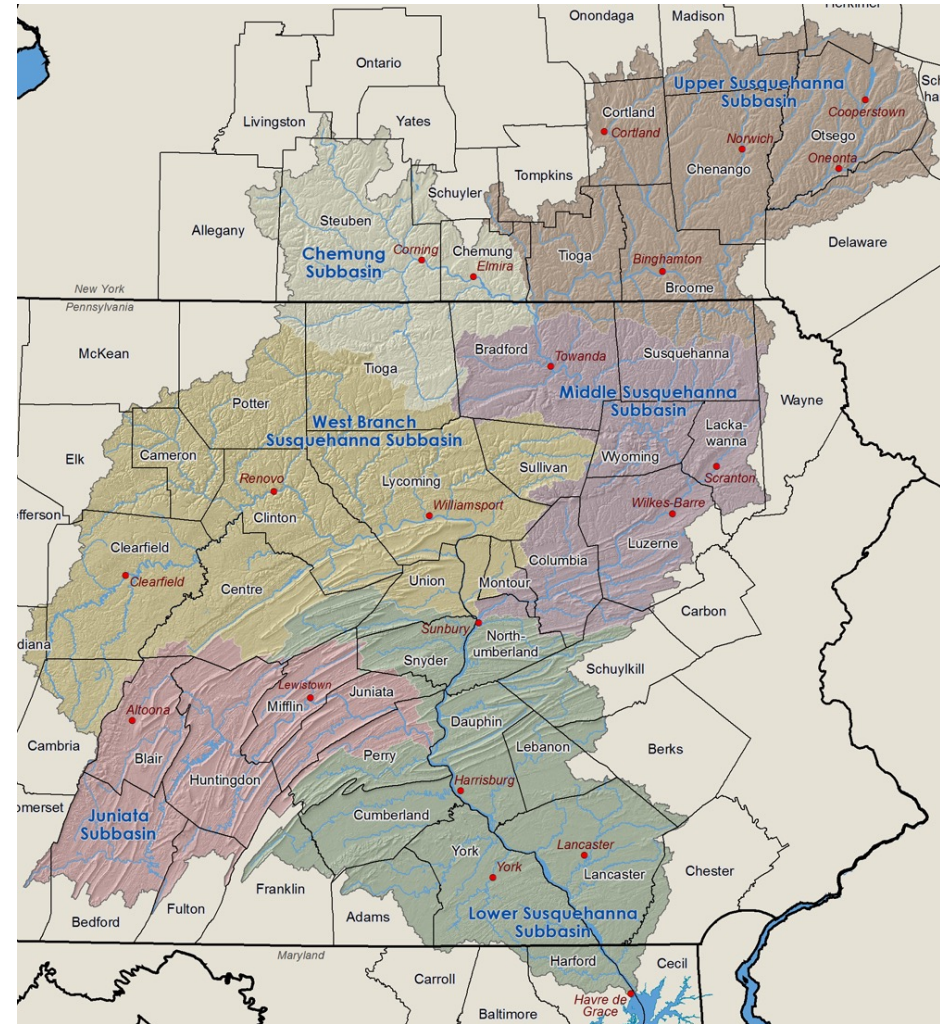 Onondaga
Madison
Herkimer
Ontario
Upper Susquehanna
Subbasin
Cortland
Cortland
Cooperstown
Livingston
Yates
Norwich
Otsego
Oneonta
Chenango
Tompkins
Schuyler
Steuben
Allegany
Chemung
Subbasin
Corning
Chemung
Elmira
Tioga
Binghamton
Broome
Delaware
New York
Pennsylvania
McKean
Bradford
Towanda
Susquehanna
Tioga
Middle Susquehanna
Subbasin
Wayne
Potter
West Branch
Susquehanna Subbasin
Lacka-
wanna
Elk
Cameron
Sullivan
Wyoming
Scranton
Renovo
Lycoming
Williamsport
Wilkes-Barre
efferson
Clinton
Clearfield
Clearfield
Luzerne
Columbia
Centre
Union
Montour
Carbon
Sunbury
North-
umberland
diana
Snyder
Schuylkill
Lewistown
Juniata
Mifflin
Altoona
Dauphin
Cambria
Blair
Perry
Lebanon
Berks
Huntingdon
Harrisburg
omerset
Juniata
Subbasin
Cumberland
York
Lancaster
York
Lancaster
Chester
Franklin
Fulton
Bedford
Adams
Lower Susquehanna
Subbasin
Maryland
Harford
Cecil
Carroll
Havre de
Grace
Baltimore